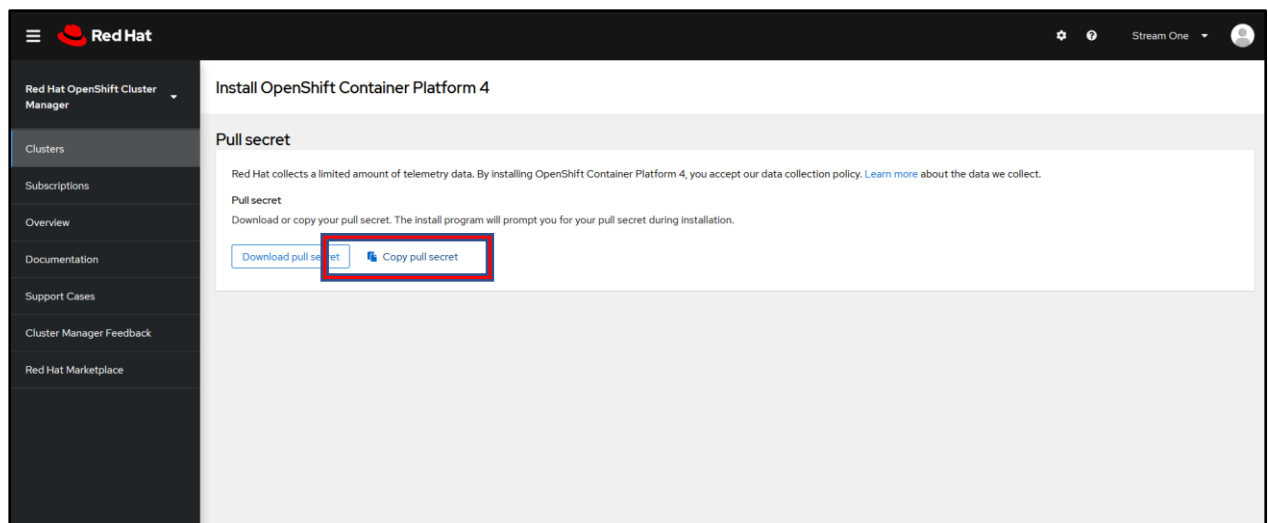 Red Hat
Stream One
Red Hat OpenShift Cluster
Manager
Clusters
Subscriptions
Overview
Documentation
Support Cases
Cluster Manager Feedback
Red Hat Marketplace
Install OpenShift Container Platform 4
Pull secret
Red Hat collects a limited amount of telemetry data. By installing OpenShift Container Platform 4, you accept our data collection policy. Learn more about the data we collect.
Pull secret
Download or copy your pull secret. The install program will prompt you for your pull secret during installation.
Download pull secret
Copy pull secret